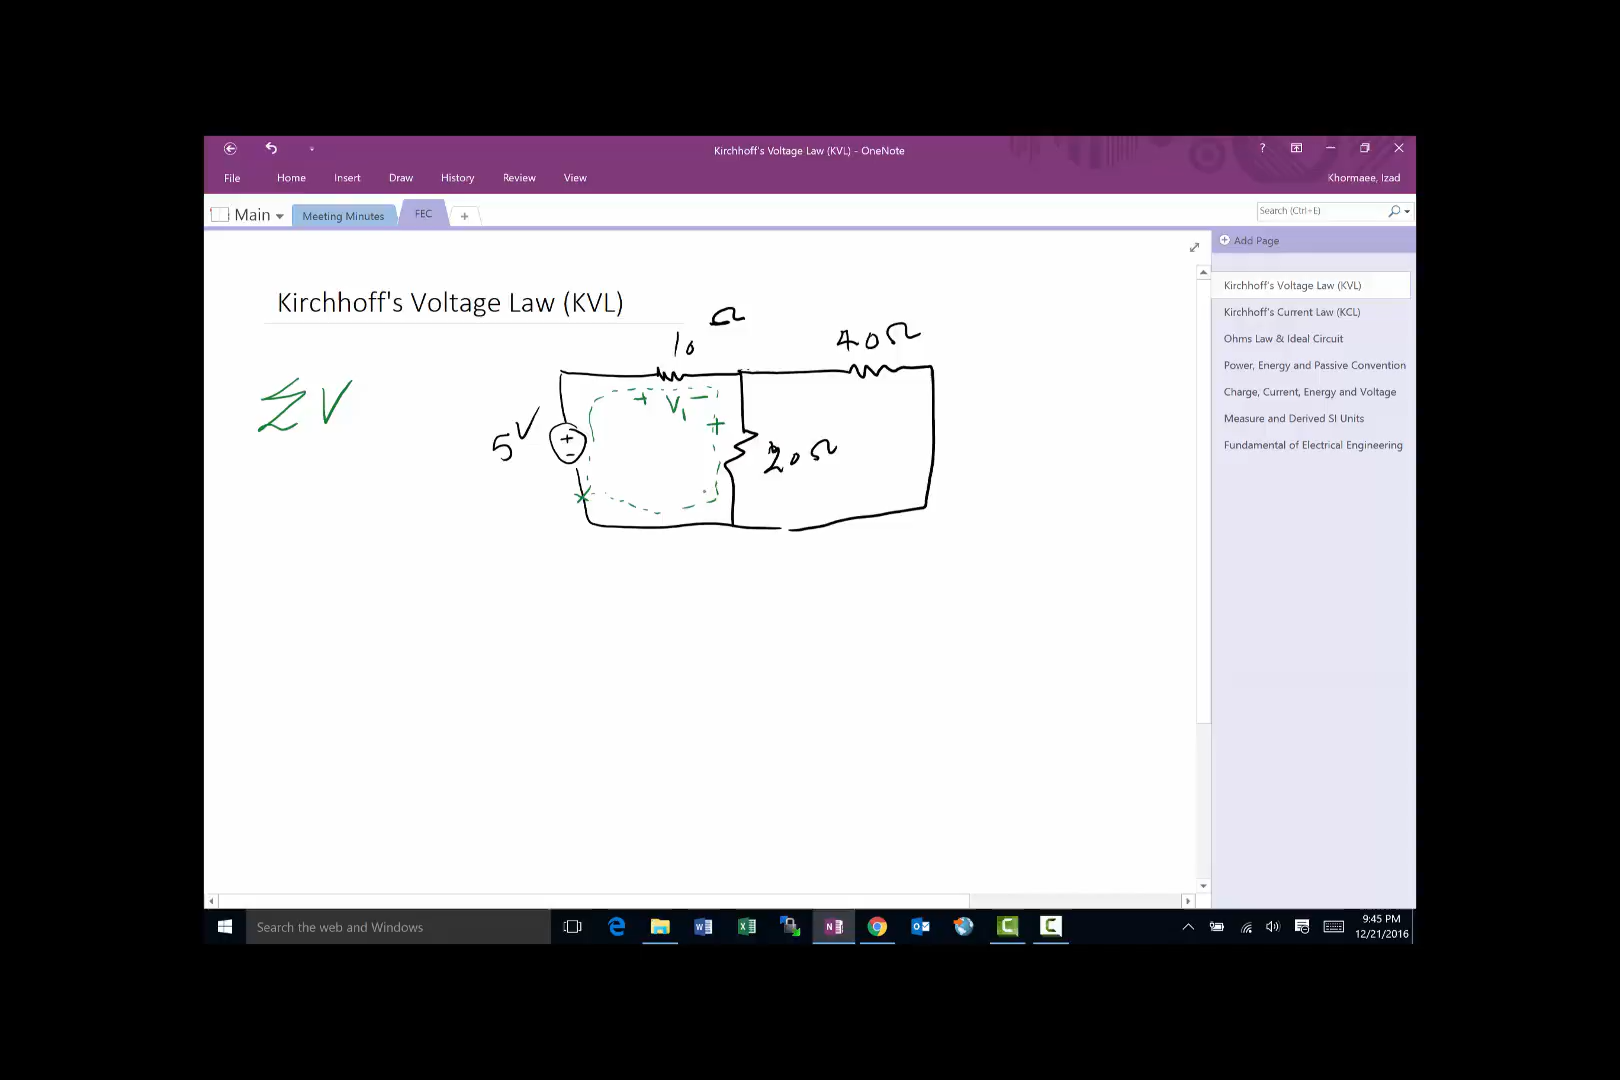 Kirchhoff's Voltage Law (KVL) - OneNote
?
File Home Insert Draw History Review View
Khormaee, Izad
Main Meeting Minutes FEC +
Search (Ctrl+E)
Add Page
Kirchhoff's Voltage Law (KVL)
Kirchhoff's Current Law (KCL)
Ohms Law & Ideal Circuit
Power, Energy and Passive Convention
Charge, Current, Energy and Voltage
Measure and Derived SI Units
Fundamental of Electrical Engineering
Kirchhoff's Voltage Law (KVL)
10 Ω
40Ω
ΣV
+ V₁ −
+
5V
+
−
20Ω
Search the web and Windows
9:45 PM
12/21/2016